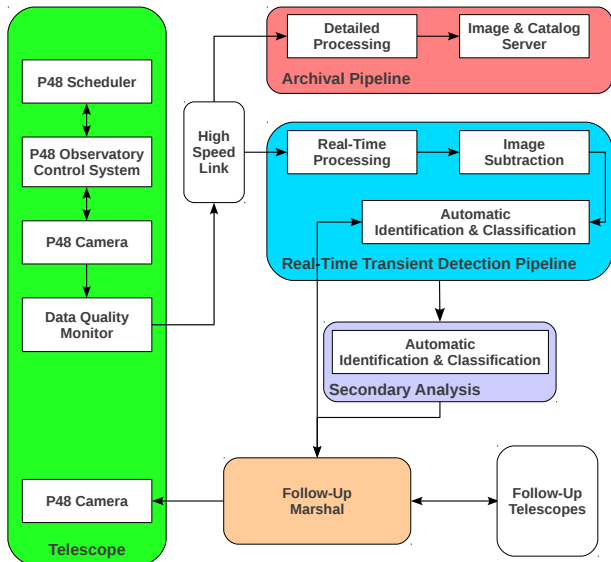 P48 Scheduler
P48 Observatory
Control System
P48 Camera
Data Quality
Monitor
P48 Camera
Telescope
High
Speed
Link
Detailed
Processing
Image & Catalog
Server
Archival Pipeline
Real-Time
Processing
Image
Subtraction
Automatic
Identification & Classification
Real-Time Transient Detection Pipeline
Automatic
Identification & Classification
Secondary Analysis
Follow-Up
Marshal
Follow-Up
Telescopes